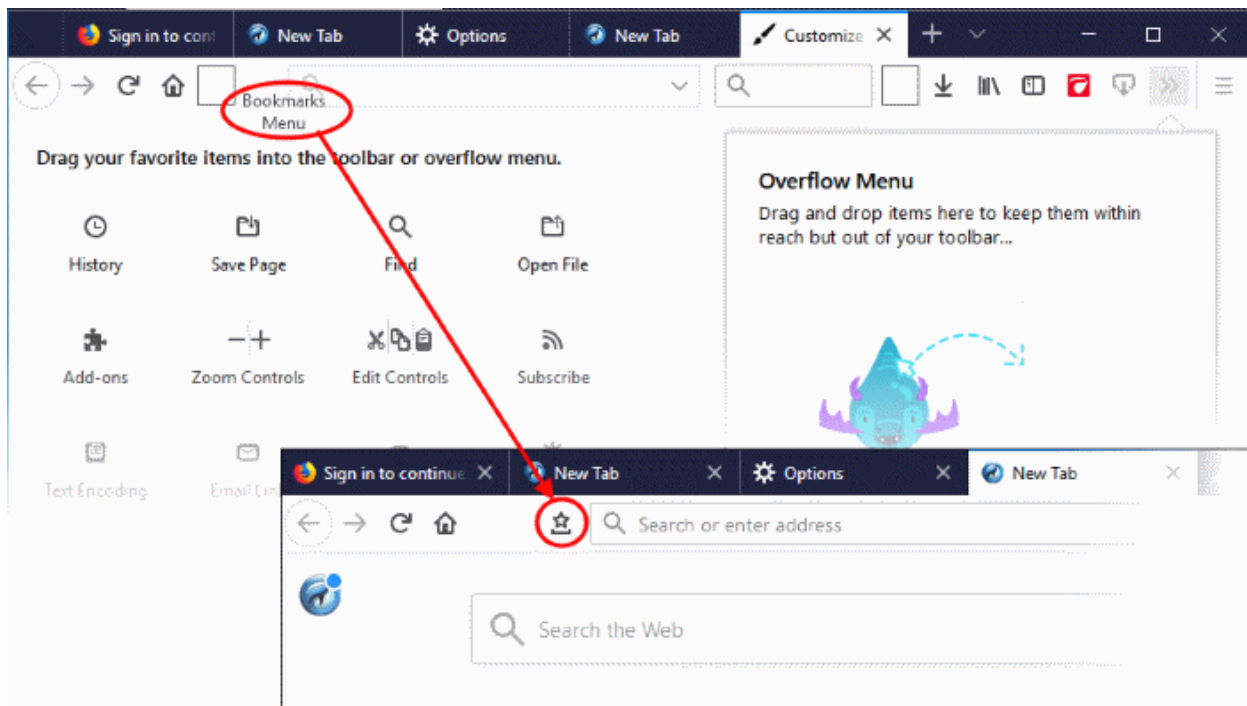 Sign in to cont
New Tab
Options
New Tab
Customize
Bookmarks
Menu
Drag your favorite items into the toolbar or overflow menu.
Overflow Menu
Drag and drop items here to keep them within
reach but out of your toolbar...
History
Save Page
Find
Open File
Add-ons
Zoom Controls
Edit Controls
Subscribe
Text Encoding
Email Link
Sign in to continue
New Tab
Options
New Tab
Search or enter address
Search the Web